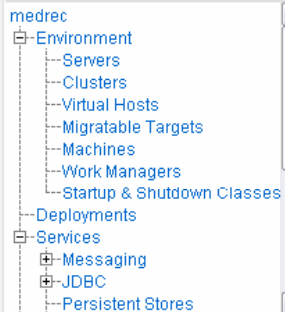 medrec
Environment
Servers
Clusters
Virtual Hosts
Migratable Targets
Machines
Work Managers
Startup & Shutdown Classes
Deployments
Services
Messaging
JDBC
Persistent Stores